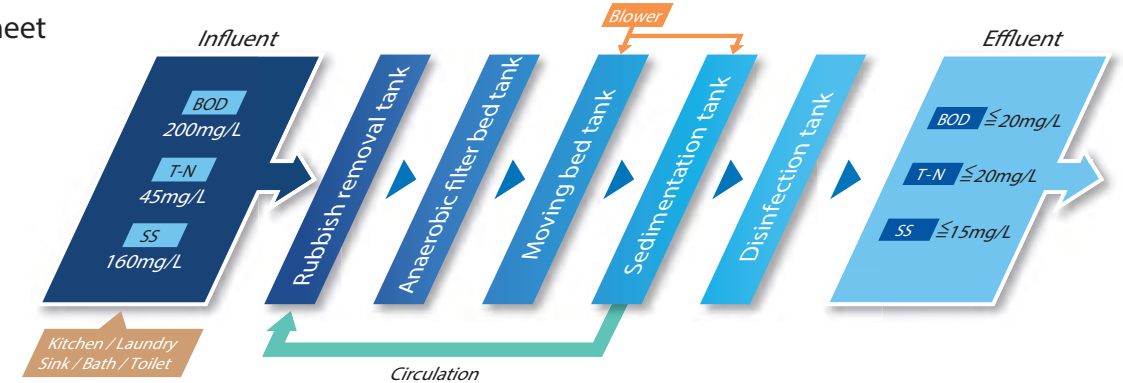 Influent
BOD
200mg/L
T-N
45mg/L
SS
160mg/L
Kitchen / Laundry
Sink / Bath / Toilet
Rubbish removal tank
Anaerobic filter bed tank
Moving bed tank
Blower
Sedimentation tank
Disinfection tank
Circulation
Effluent
BOD ≦20mg/L
T-N ≦20mg/L
SS ≦15mg/L